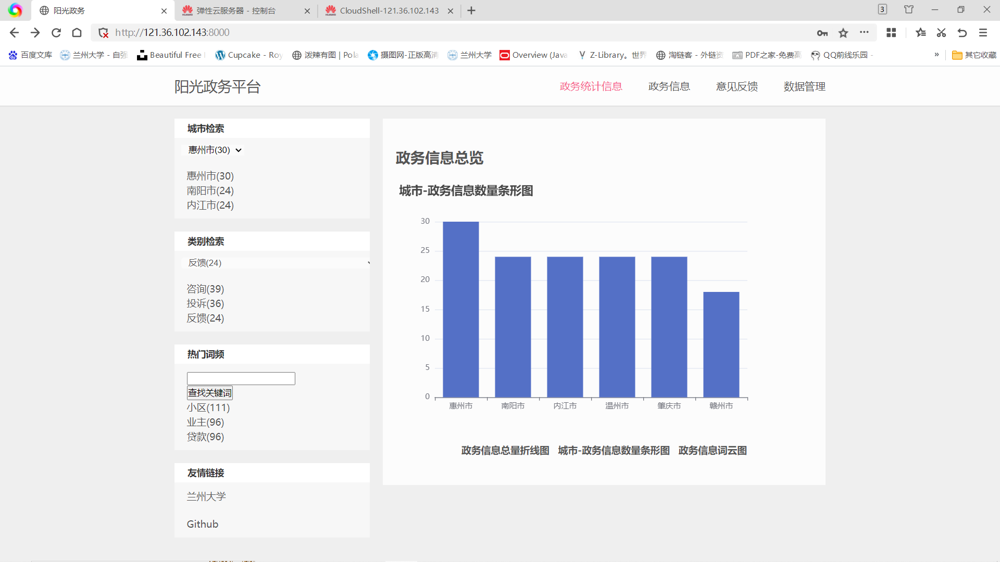 阳光政务
弹性云服务器 - 控制台
CloudShell-121.36.102.143
3
http://121.36.102.143:8000
百度文库
兰州大学 - 自强
Beautiful Free
Cupcake - Roy
泼辣有图 | Pola
摄图网-正版高清
兰州大学
Overview (Java
Z-Library。世界
淘链客 - 外链资
PDF之家-免费高
QQ前线乐园 -
»
其它收藏
阳光政务平台
政务统计信息
政务信息
意见反馈
数据管理
城市检索
惠州市(30)
惠州市(30)
南阳市(24)
内江市(24)
类别检索
反馈(24)
咨询(39)
投诉(36)
反馈(24)
热门词频
查找关键词
小区(111)
业主(96)
贷款(96)
友情链接
兰州大学
Github
政务信息总览
城市-政务信息数量条形图
30
25
20
15
10
5
0
惠州市
南阳市
内江市
温州市
肇庆市
赣州市
政务信息总量折线图
城市-政务信息数量条形图
政务信息词云图